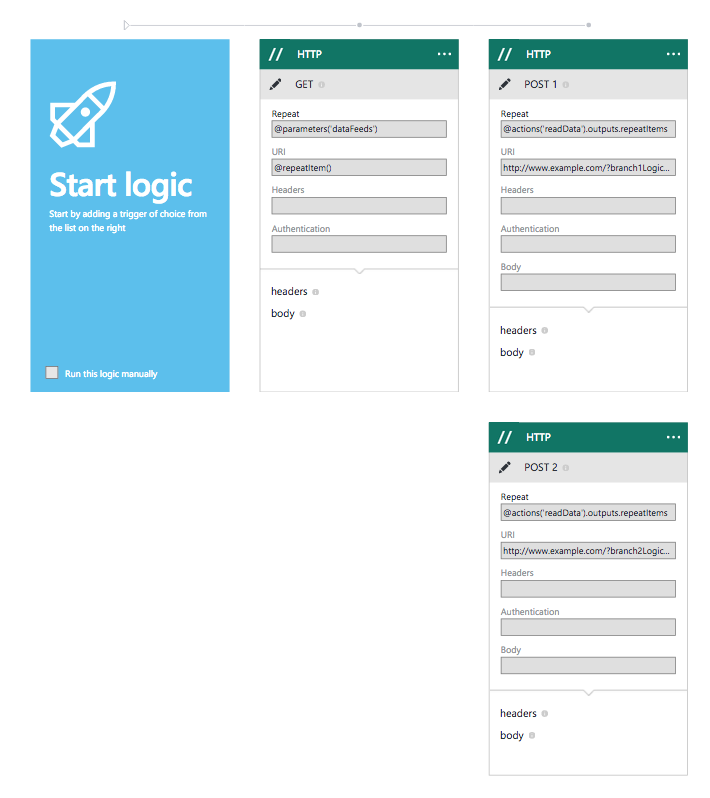 Start logic
Start by adding a trigger of choice from
the list on the right
Run this logic manually
// HTTP ...
GET
Repeat
@parameters('dataFeeds')
URI
@repeatItem()
Headers
Authentication
headers
body
// HTTP ...
POST 1
Repeat
@actions('readData').outputs.repeatItems
URI
http://www.example.com/?branch1Logic...
Headers
Authentication
Body
headers
body
// HTTP ...
POST 2
Repeat
@actions('readData').outputs.repeatItems
URI
http://www.example.com/?branch2Logic...
Headers
Authentication
Body
headers
body